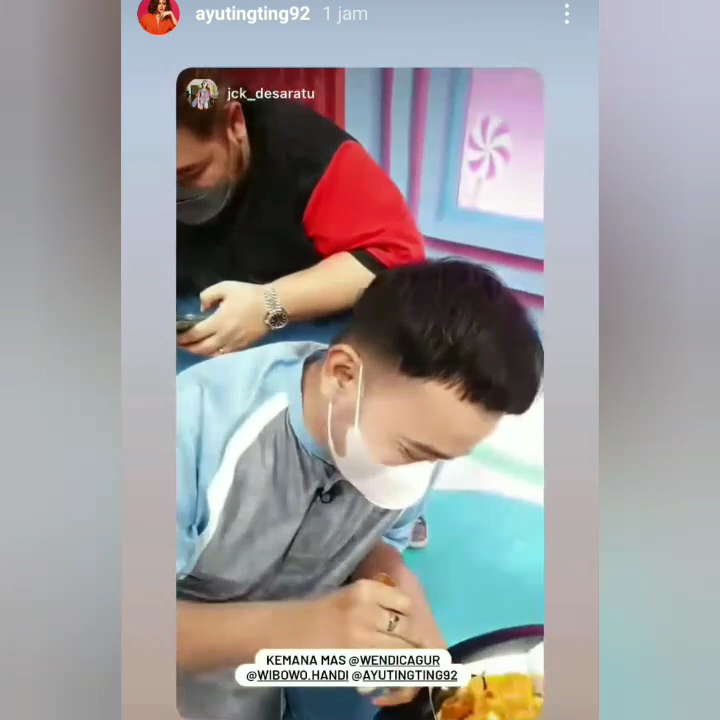 ayutingting92 1 jam
jck_desaratu
KEMANA MAS @WENDICAGUR
@WIBOWO.HANDI @AYUTINGTING92